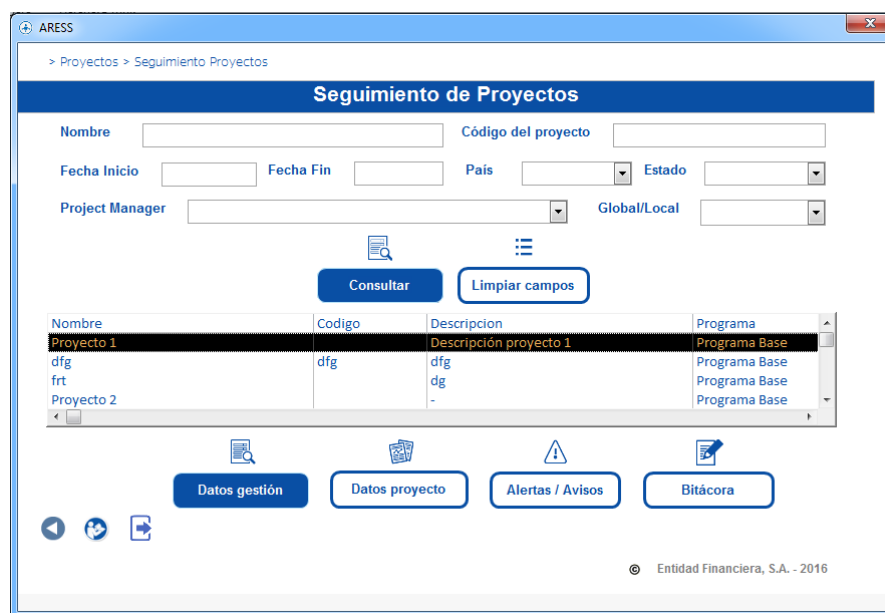 ARESS
> Proyectos > Seguimiento Proyectos
Seguimiento de Proyectos
Nombre Código del proyecto
Fecha Inicio Fecha Fin País Estado
Project Manager Global/Local
Consultar Limpiar campos
Nombre Codigo Descripcion Programa
Proyecto 1 Descripción proyecto 1 Programa Base
dfg dfg dfg Programa Base
frt dg Programa Base
Proyecto 2 - Programa Base
Datos gestión Datos proyecto Alertas / Avisos Bitácora
© Entidad Financiera, S.A. - 2016